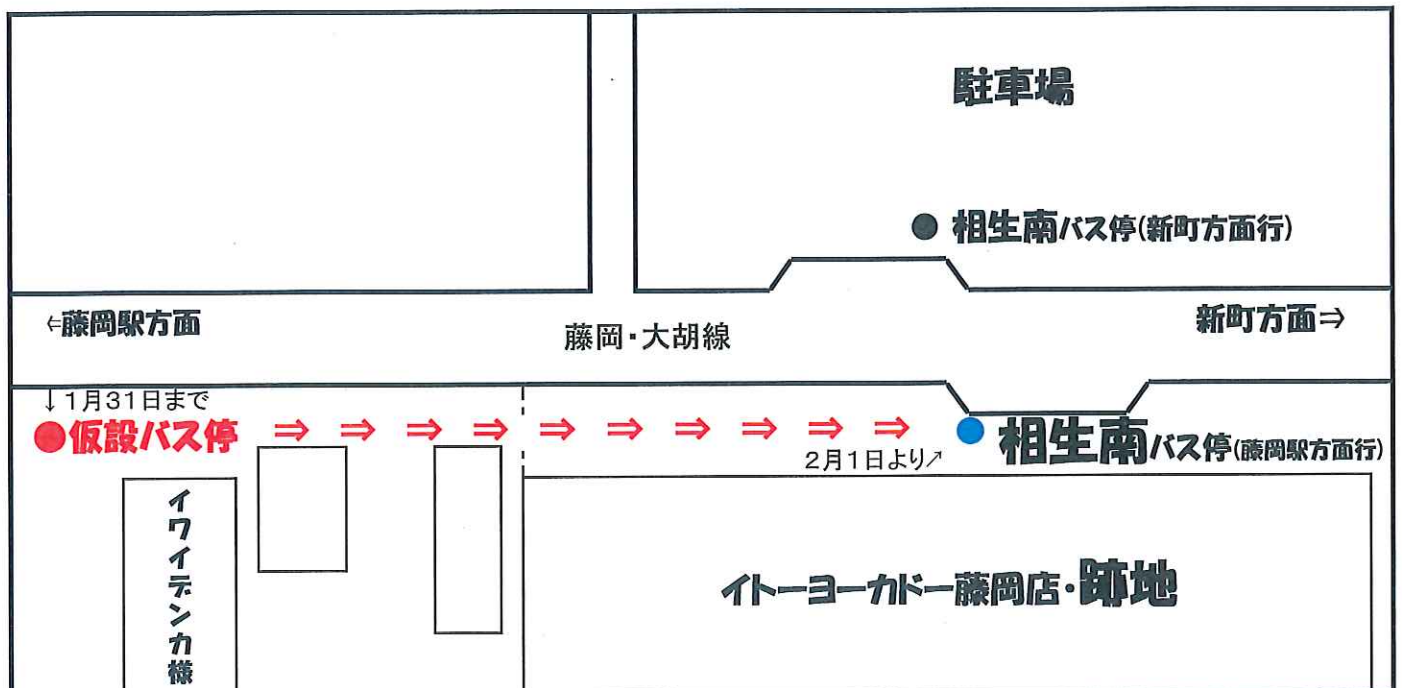 駐車場
● 相生南バス停(新町方面行)
⇐藤岡駅方面
藤岡・大胡線
新町方面⇒
↓1月31日まで
●仮設バス停 ⇒ ⇒ ⇒ ⇒ ⇒ ⇒ ⇒ ⇒ ⇒ ⇒
● 相生南バス停(藤岡駅方面行)
2月1日より↗
イワイデンカ様
イトーヨーカドー藤岡店・跡地